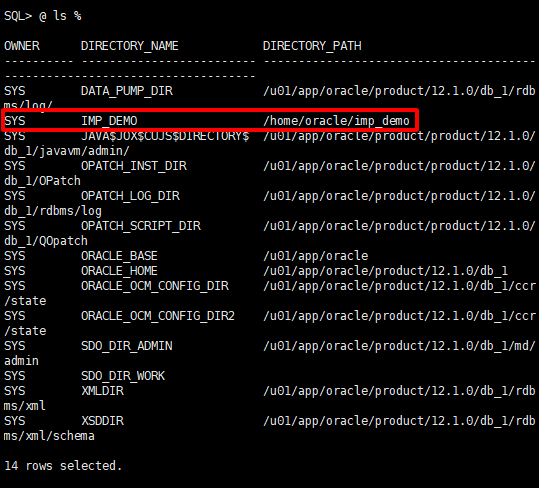 SQL> @ ls %
OWNER      DIRECTORY_NAME            DIRECTORY_PATH
---------- ------------------------- -----------------------------------
------------------------------------
SYS        DATA_PUMP_DIR             /u01/app/oracle/product/12.1.0/db_1/rdb
ms/log/
SYS        IMP_DEMO                  /home/oracle/imp_demo
SYS        JAVA$JOX$CUJS$DIRECTORY$  /u01/app/oracle/product/12.1.0/
db_1/javavm/admin/
SYS        OPATCH_INST_DIR           /u01/app/oracle/product/12.1.0/
db_1/OPatch
SYS        OPATCH_LOG_DIR            /u01/app/oracle/product/12.1.0/
db_1/rdbms/log
SYS        OPATCH_SCRIPT_DIR         /u01/app/oracle/product/12.1.0/
db_1/QOpatch
SYS        ORACLE_BASE               /u01/app/oracle
SYS        ORACLE_HOME               /u01/app/oracle/product/12.1.0/db_1
SYS        ORACLE_OCM_CONFIG_DIR     /u01/app/oracle/product/12.1.0/db_1/ccr
/state
SYS        ORACLE_OCM_CONFIG_DIR2    /u01/app/oracle/product/12.1.0/db_1/ccr
/state
SYS        SDO_DIR_ADMIN             /u01/app/oracle/product/12.1.0/db_1/md/
admin
SYS        SDO_DIR_WORK
SYS        XMLDIR                    /u01/app/oracle/product/12.1.0/db_1/rdb
ms/xml
SYS        XSDDIR                    /u01/app/oracle/product/12.1.0/db_1/rdb
ms/xml/schema
14 rows selected.